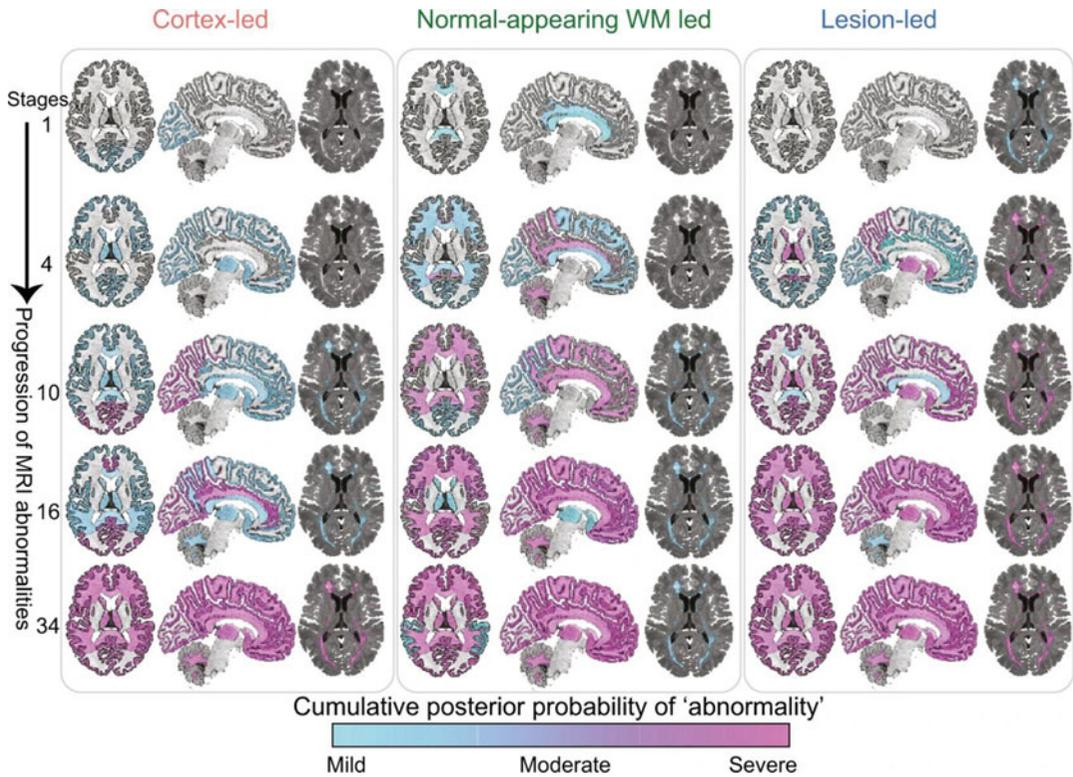 Cortex-led
Normal-appearing WM led
Lesion-led
Stages
1
4
10
16
34
Progression of MRI abnormalities
Cumulative posterior probability of ‘abnormality’
Mild
Moderate
Severe